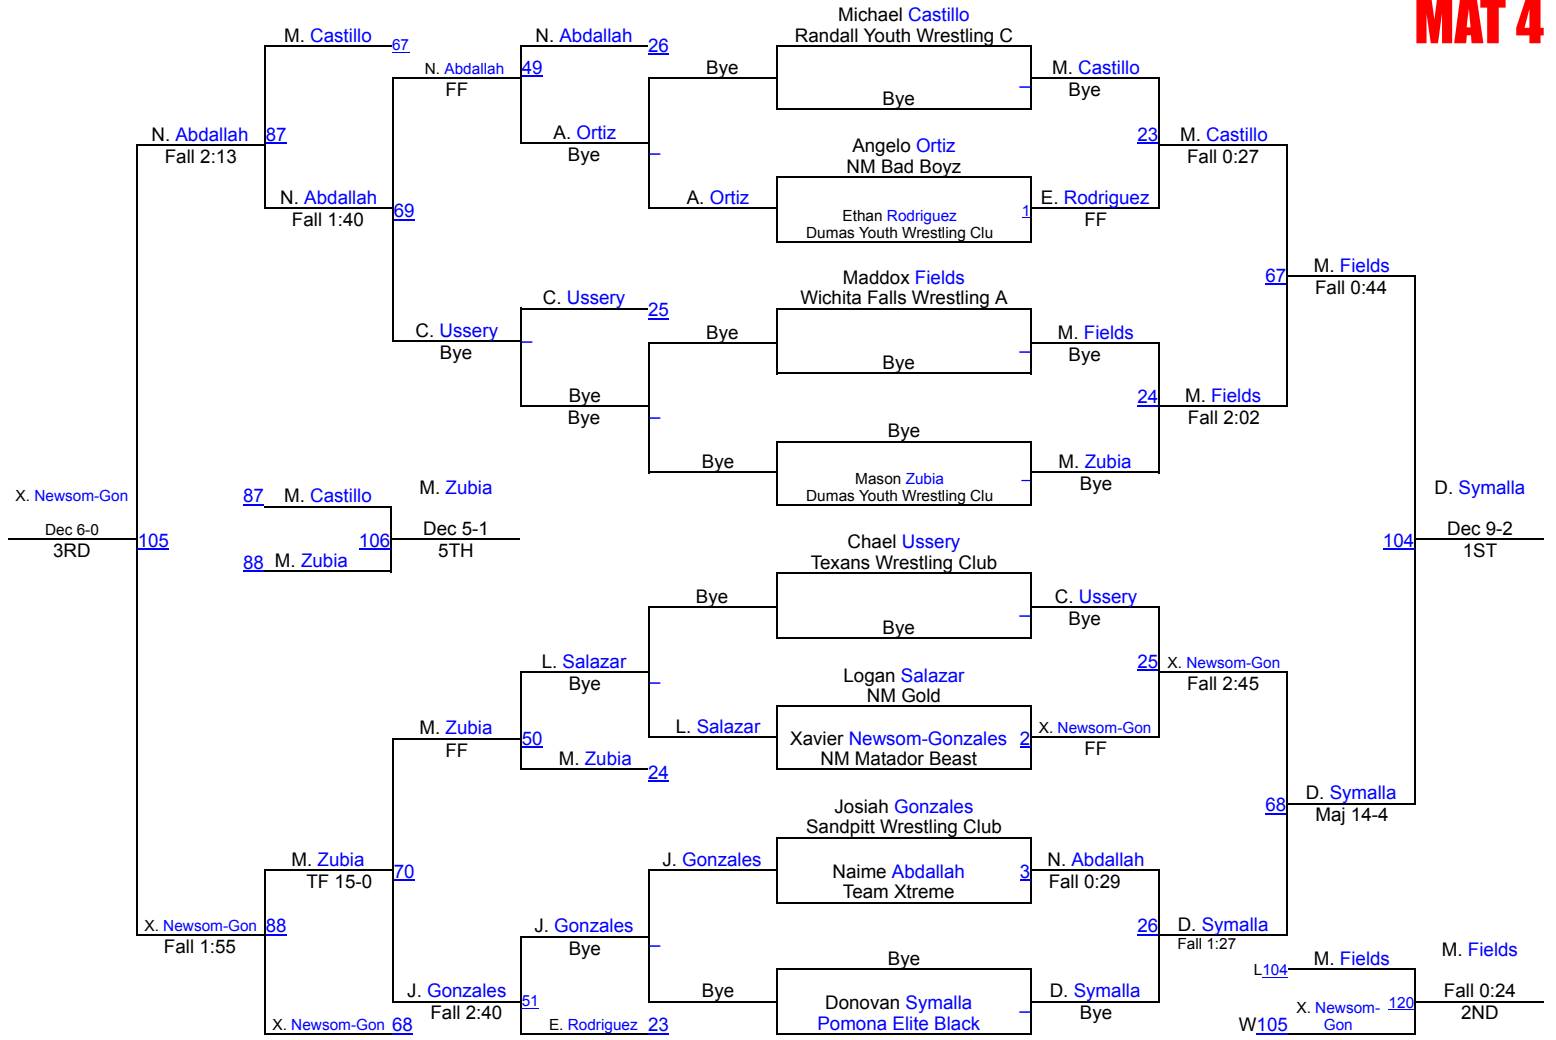 MAT 4
Michael Castillo
Randall Youth Wrestling C
Bye
Bye
M. Castillo
Bye
Angelo Ortiz
NM Bad Boyz
Ethan Rodriguez
Dumas Youth Wrestling Clu
1
E. Rodriguez
FF
A. Ortiz
23
M. Castillo
Fall 0:27
Maddox Fields
Wichita Falls Wrestling A
Bye
Bye
M. Fields
Bye
Bye
Mason Zubia
Dumas Youth Wrestling Clu
Bye
M. Zubia
Bye
24
M. Fields
Fall 2:02
67
M. Fields
Fall 0:44
Chael Ussery
Texans Wrestling Club
Bye
Bye
C. Ussery
Bye
Logan Salazar
NM Gold
Xavier Newsom-Gonzales
NM Matador Beast
2
L. Salazar
X. Newsom-Gon
FF
25
X. Newsom-Gon
Fall 2:45
Josiah Gonzales
Sandpitt Wrestling Club
Naime Abdallah
Team Xtreme
3
J. Gonzales
N. Abdallah
Fall 0:29
Bye
Donovan Symalla
Pomona Elite Black
Bye
D. Symalla
Bye
26
D. Symalla
Fall 1:27
68
D. Symalla
Maj 14-4
104
D. Symalla
Dec 9-2
1ST
L104
M. Fields
W105
X. Newsom-
Gon
120
M. Fields
Fall 0:24
2ND
N. Abdallah
26
A. Ortiz
Bye
49
N. Abdallah
FF
C. Ussery
25
Bye
Bye
C. Ussery
Bye
69
N. Abdallah
Fall 1:40
M. Castillo
67
87
N. Abdallah
Fall 2:13
L. Salazar
Bye
M. Zubia
24
50
M. Zubia
FF
J. Gonzales
Bye
E. Rodriguez
23
51
J. Gonzales
Fall 2:40
70
M. Zubia
TF 15-0
X. Newsom-Gon
68
88
X. Newsom-Gon
Fall 1:55
105
X. Newsom-Gon
Dec 6-0
3RD
87
M. Castillo
88
M. Zubia
106
M. Zubia
Dec 5-1
5TH